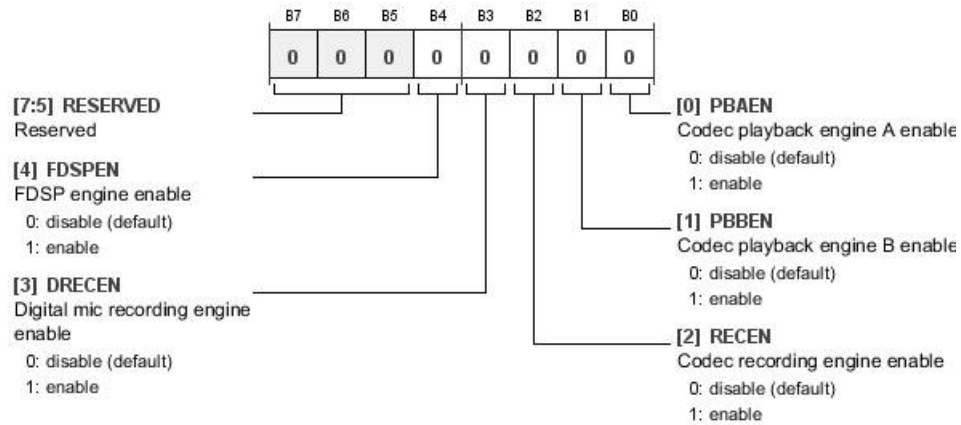 B7 B6 B5 B4 B3 B2 B1 B0
0 0 0 0 0 0 0 0
[7:5] RESERVED
Reserved
[4] FDSPEN
FDSP engine enable
0: disable (default)
1: enable
[3] DRECEN
Digital mic recording engine
enable
0: disable (default)
1: enable
[0] PBAEN
Codec playback engine A enable
0: disable (default)
1: enable
[1] PBBEN
Codec playback engine B enable
0: disable (default)
1: enable
[2] RECEN
Codec recording engine enable
0: disable (default)
1: enable